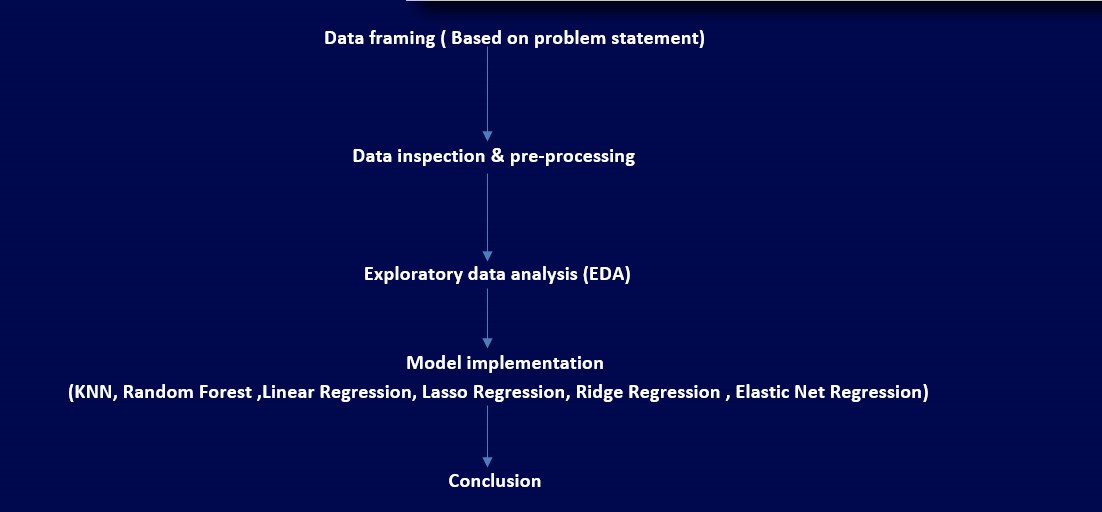 Data framing ( Based on problem statement)
Data inspection & pre-processing
Exploratory data analysis (EDA)
Model implementation
(KNN, Random Forest ,Linear Regression, Lasso Regression, Ridge Regression , Elastic Net Regression)
Conclusion